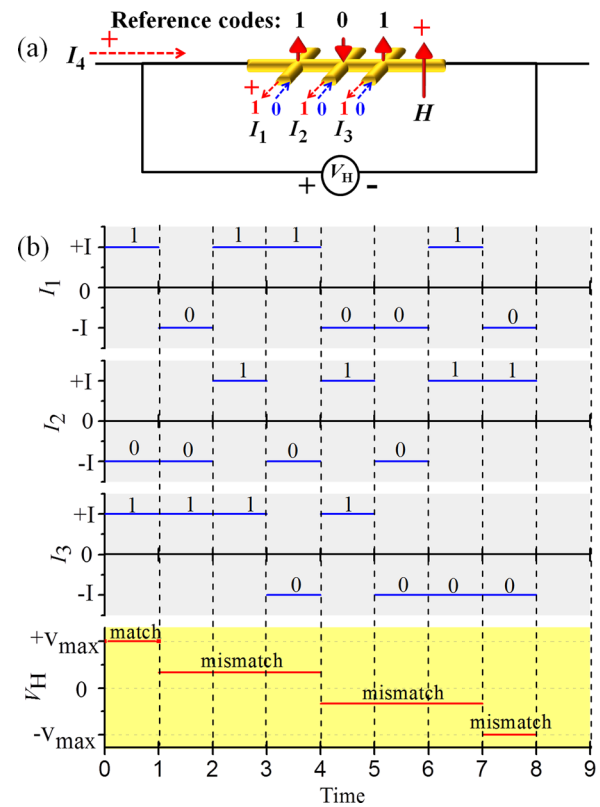 (a)
Reference codes: 1 0 1
I4 + +
+
1 0 1 0 1 0
I1 I2 I3 H
+ VH -
(b)
1 1 1 1
+I
I1 0
0 0 0 0
-I
1 1 1 1
+I
I2 0
0 0 0 0
-I
1 1 1 1
+I
I3 0
0 0 0 0
-I
+Vmax match
mismatch
VH 0
mismatch
mismatch
-Vmax
0 1 2 3 4 5 6 7 8 9
Time